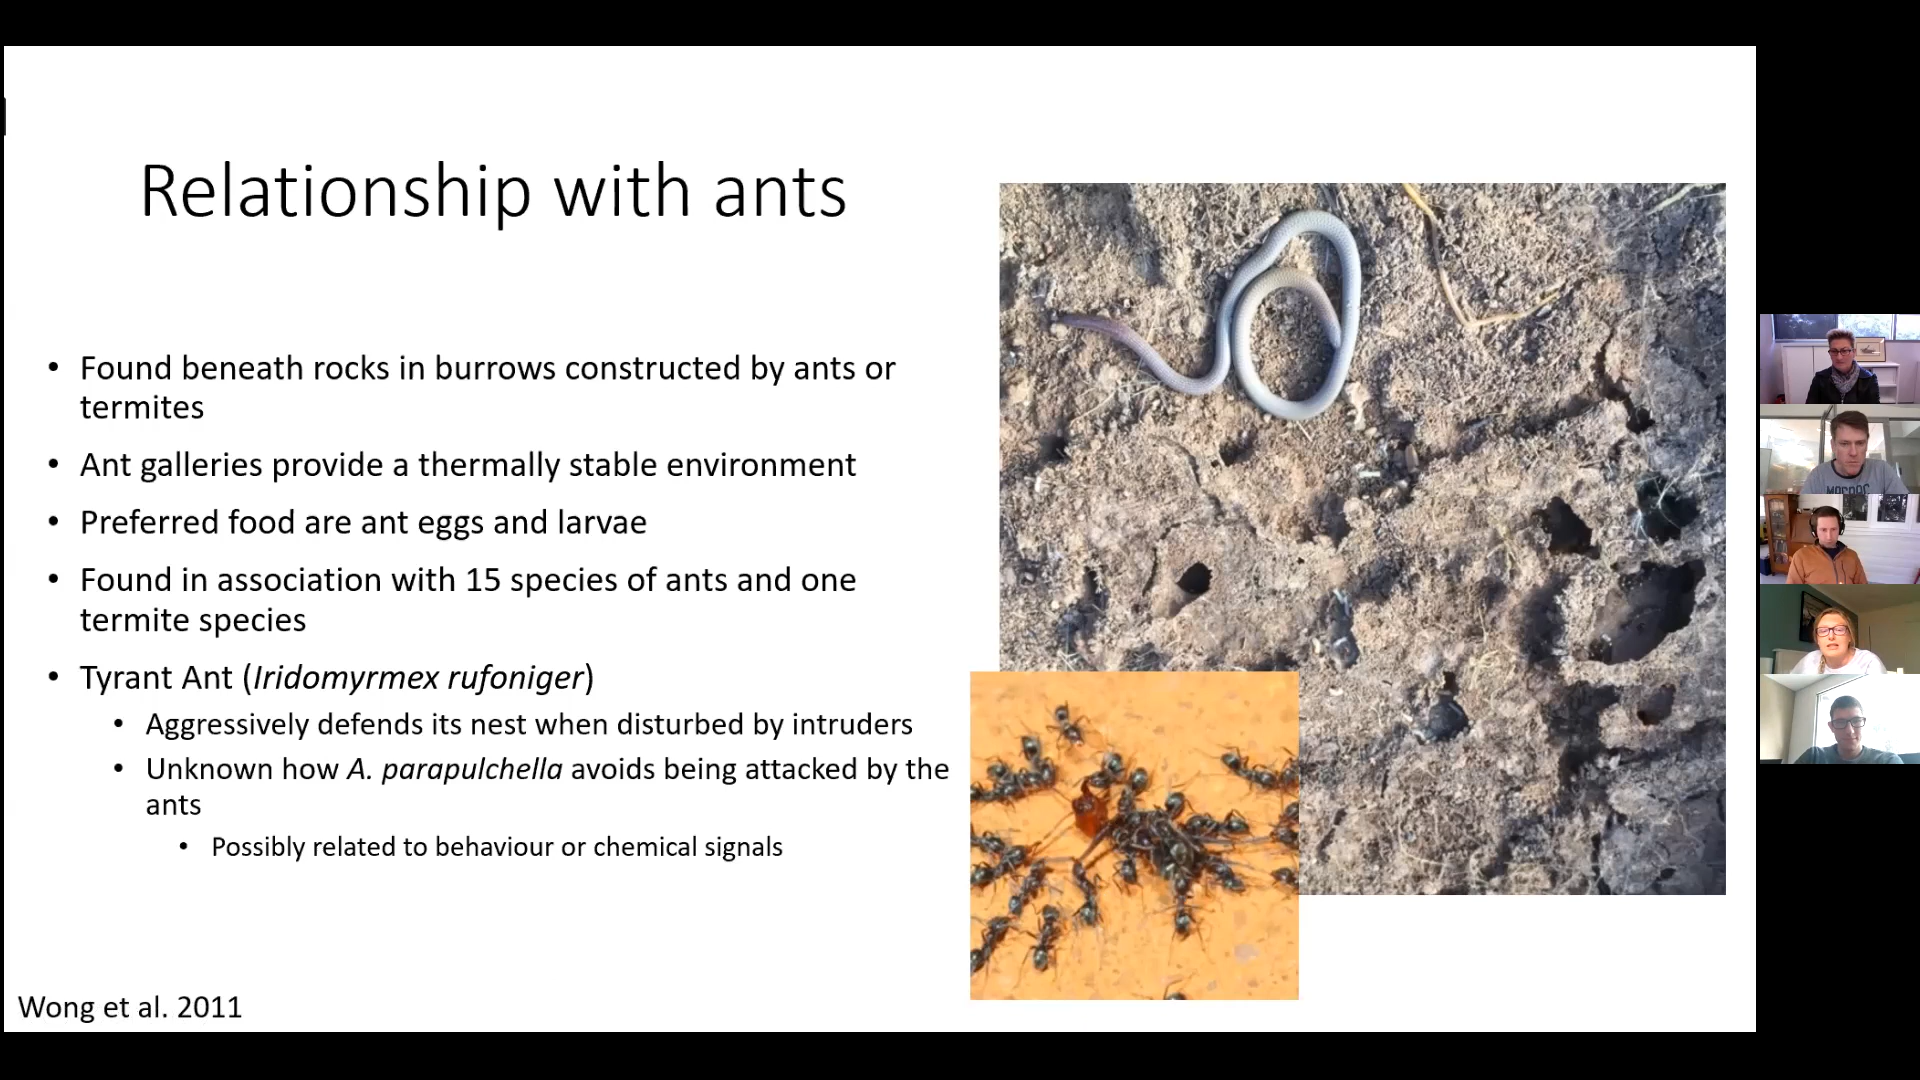 Relationship with ants
• Found beneath rocks in burrows constructed by ants or
termites
• Ant galleries provide a thermally stable environment
• Preferred food are ant eggs and larvae
• Found in association with 15 species of ants and one
termite species
• Tyrant Ant (Iridomyrmex rufoniger)
• Aggressively defends its nest when disturbed by intruders
• Unknown how A. parapulchella avoids being attacked by the
ants
• Possibly related to behaviour or chemical signals
Wong et al. 2011